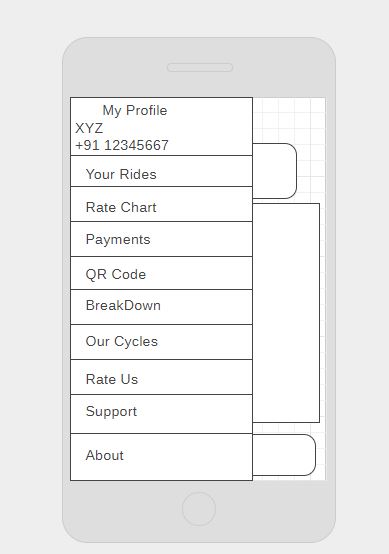 My Profile
XYZ
+91 12345667
Your Rides
Rate Chart
Payments
QR Code
BreakDown
Our Cycles
Rate Us
Support
About